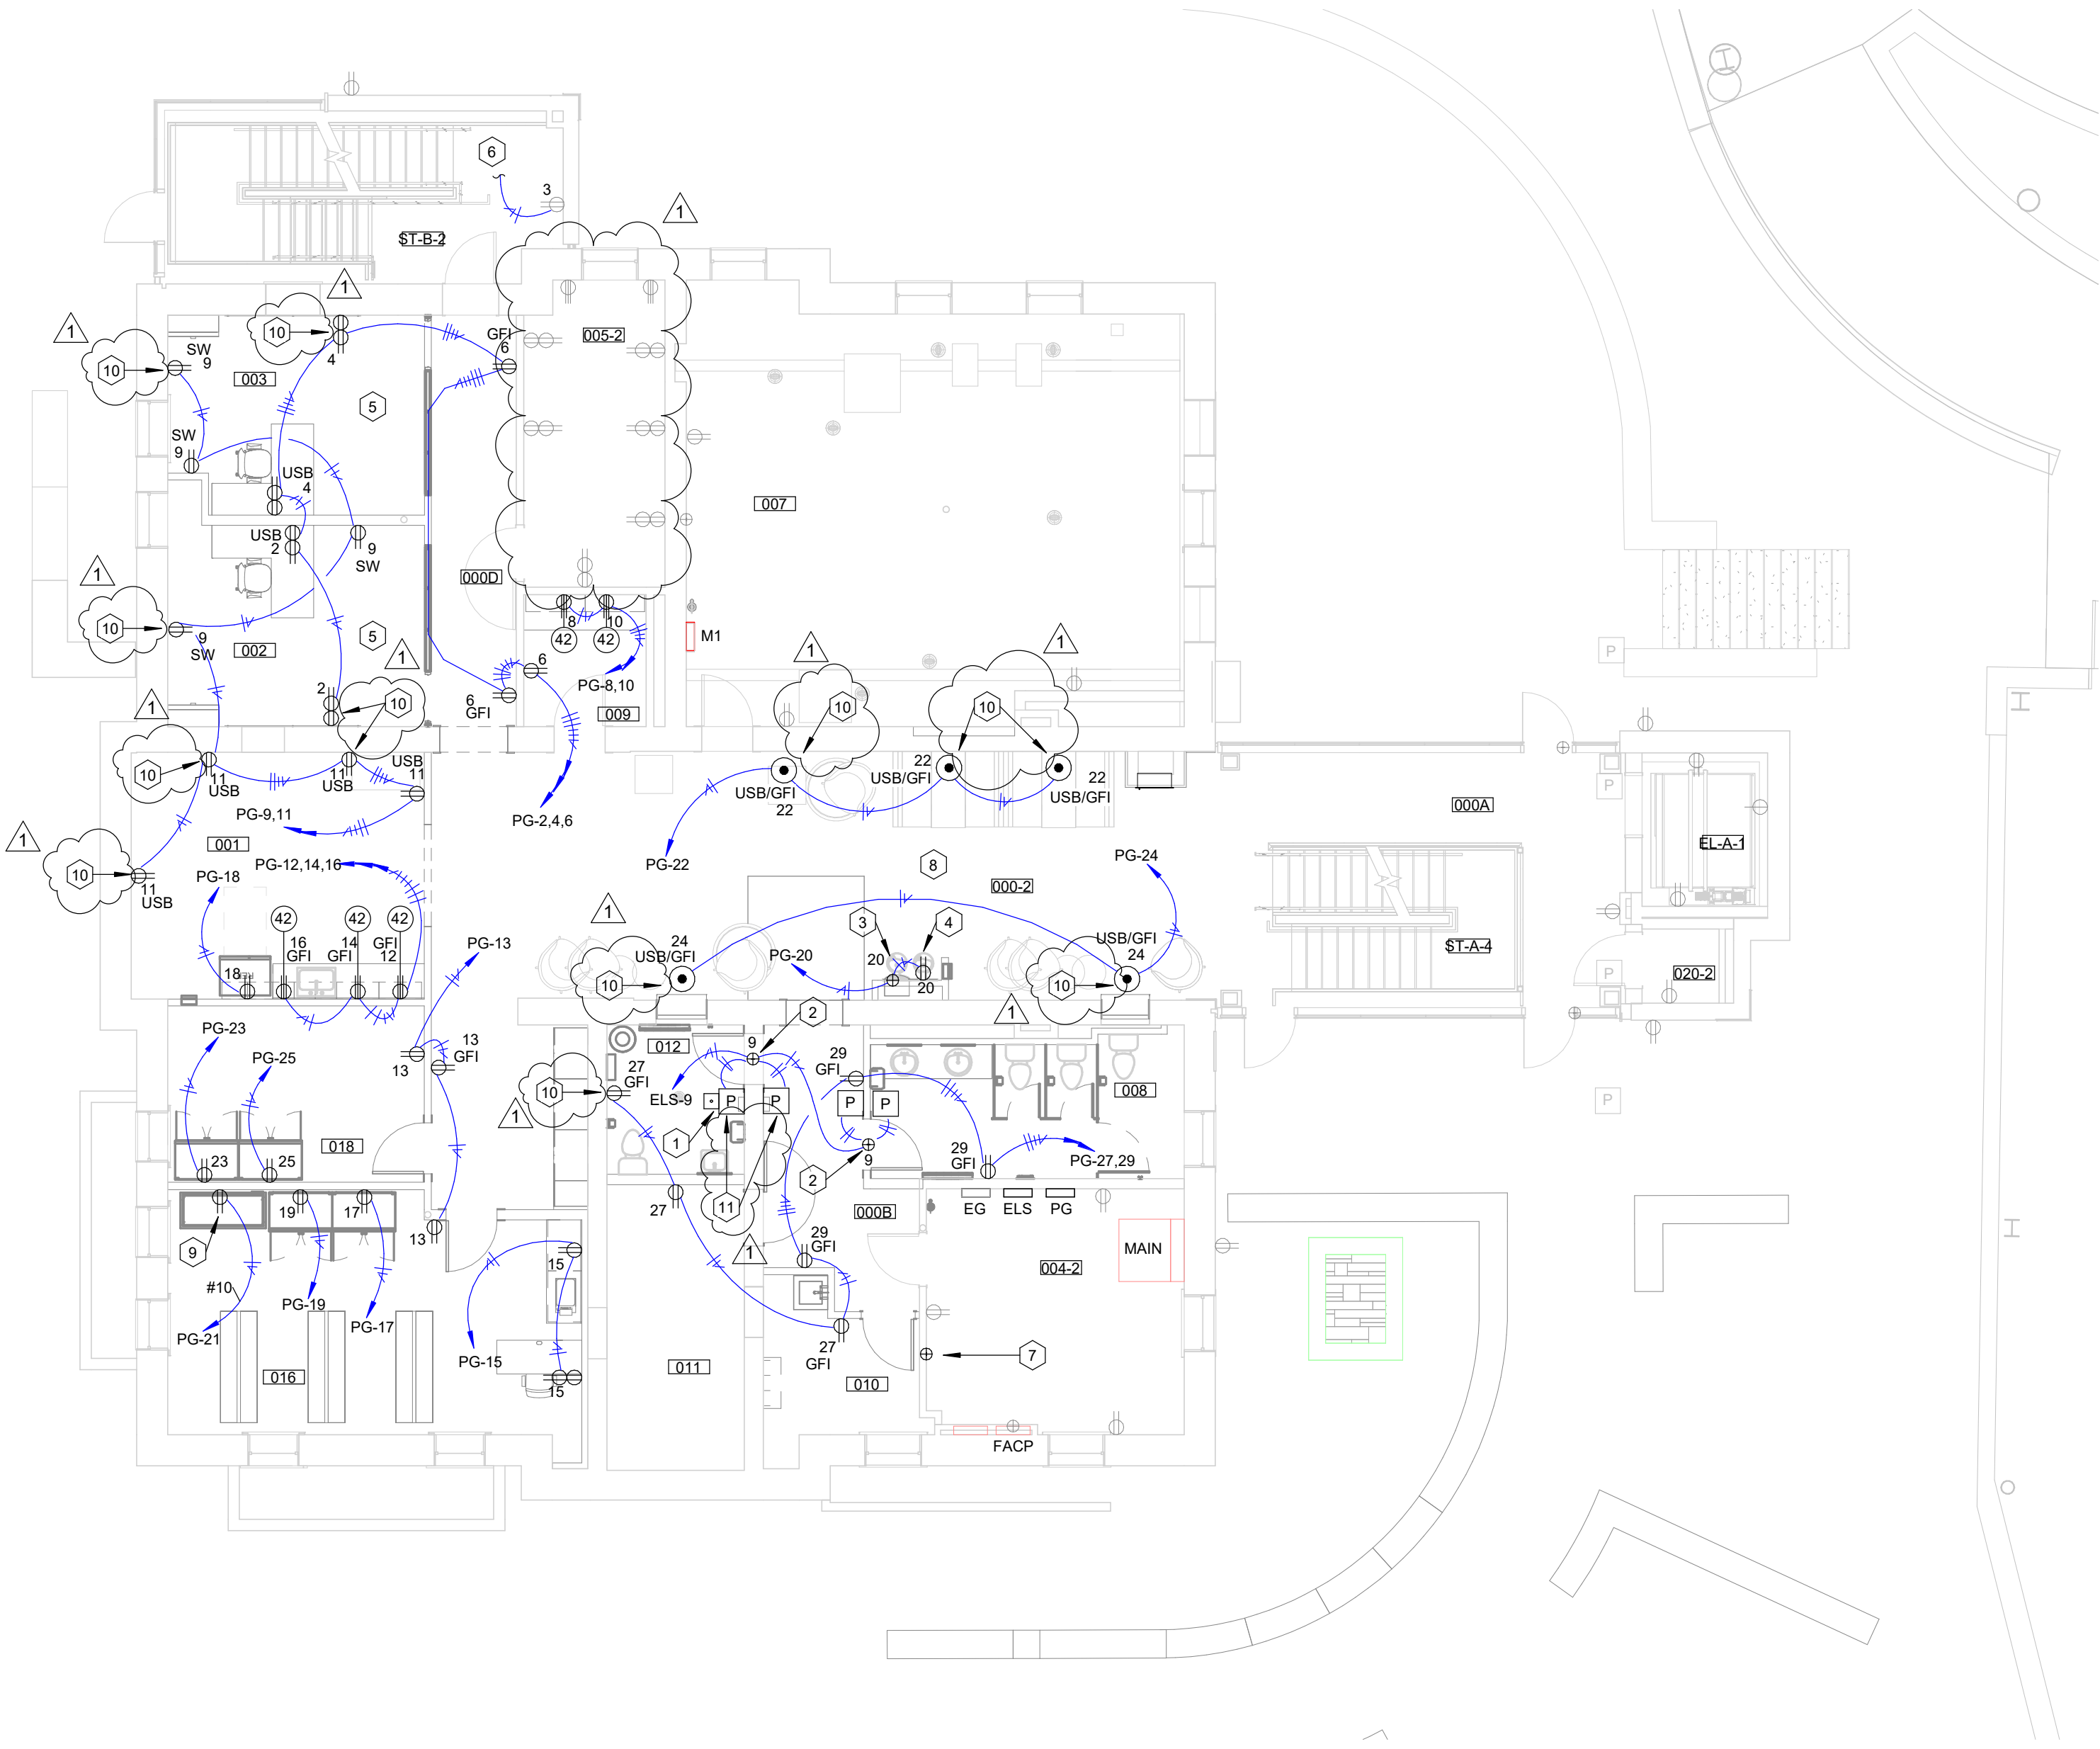 6
3
1
ST-B-2
1
10
4
GFI
6
005-2
1
10
SW
9
003
5
SW
9
USB
4
007
USB
2
9
SW
000D
1
10
9
SW
002
5
1
8
10
42
42
M1
6
PG-8,10
2
10
6
GFI
009
1
10
1
10
1
10
11
USB
11
USB
USB
11
22
USB/GFI
USB/GFI
22
22
USB/GFI
000A
PG-9,11
PG-2,4,6
1
10
11
USB
001
PG-12,14,16
PG-18
PG-22
8
PG-24
000-2
EL-A-1
P
P
42
42
42
16
GFI
14
GFI
GFI
12
18
PG-13
1
24
USB/GFI
10
PG-20
3
4
20
20
USB/GFI
24
10
1
ST-A-4
020-2
P
PG-23
PG-25
13
13
GFI
012
2
9
29
GFI
27
GFI
10
1
ELS-9
P
P
P
P
008
P
1
018
23
25
9
2
29
GFI
PG-27,29
27
11
1
000B
EG
ELS
PG
19
17
13
9
15
29
GFI
MAIN
004-2
#10
PG-19
PG-17
PG-21
PG-15
27
GFI
7
016
15
011
010
FACP